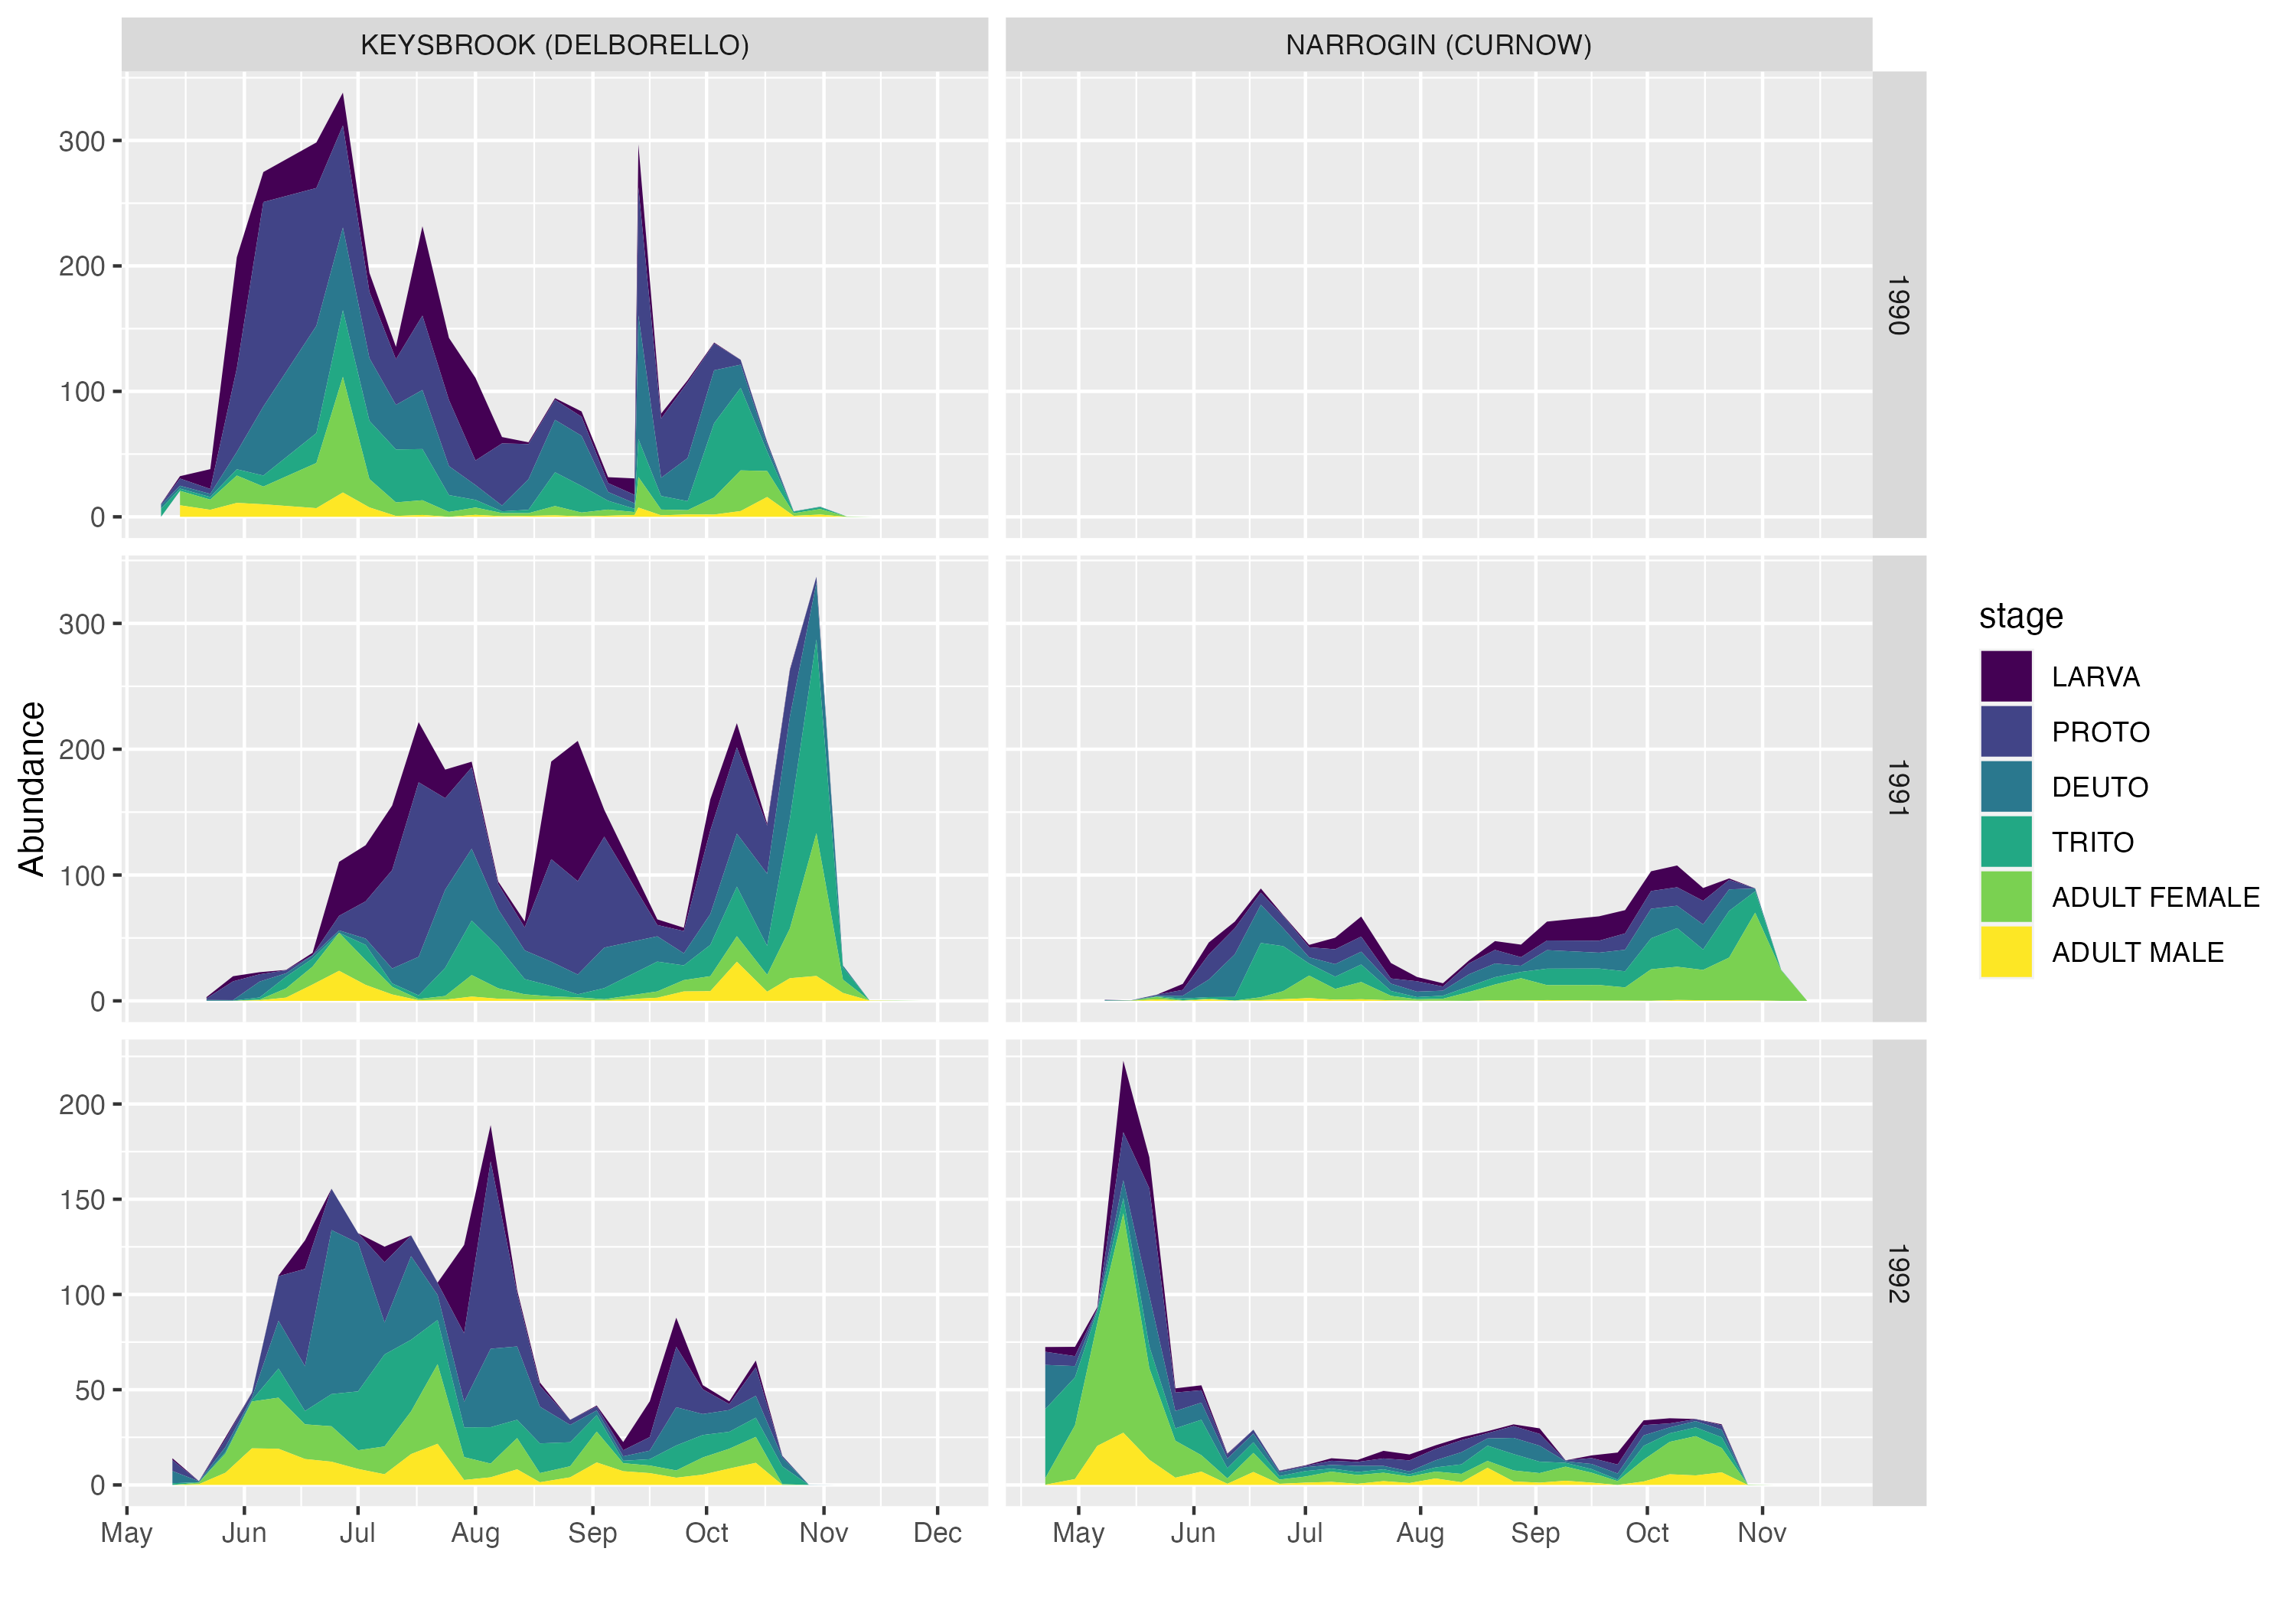 KEYSBROOK (DELBORELLO)
NARROGIN (CURNOW)
300
200
100
0
1990
300
200
100
0
1991
200
150
100
50
0
1992
Abundance
May Jun Jul Aug Sep Oct Nov Dec
May Jun Jul Aug Sep Oct Nov
stage
LARVA
PROTO
DEUTO
TRITO
ADULT FEMALE
ADULT MALE